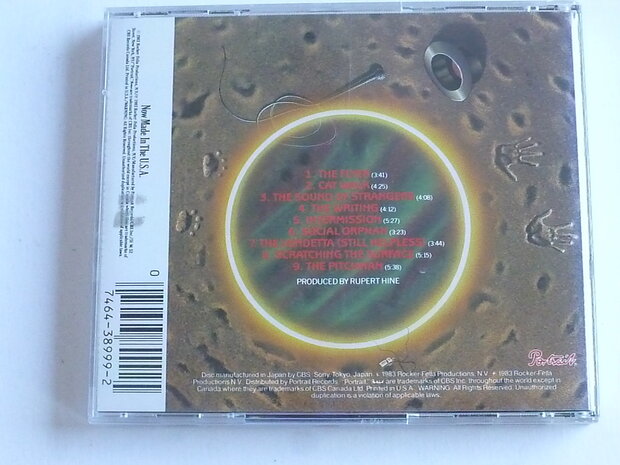 1. THE FEVER (3:41)
2. CAT WALK (4:25)
3. THE SOUND OF STRANGERS (4:08)
4. THE WRITING (4:12)
5. INTERMISSION (5:27)
6. SOCIAL ORPHAN (3:23)
7. THE VENDETTA (STILL HELPLESS) (3:44)
8. SCRATCHING THE SURFACE (5:15)
9. THE PITCHMAN (5:38)
PRODUCED BY RUPERT HINE
Portrait.
Disc manufactured in Japan by CBS Sony, Tokyo, Japan 1983 Rocker-Fella Productions, N.V. 1983 Rocker-Fella
Productions N.V. Distributed by Portrait Records. "Portrait," are trademarks of CBS Inc. throughout the world except in
Canada where they are trademarks of CBS Canada Ltd. Printed in U.S.A. WARNING: All Rights Reserved. Unauthorized
duplication is a violation of applicable laws.
Now Made In The U.S.A.
0 7464-38999-2